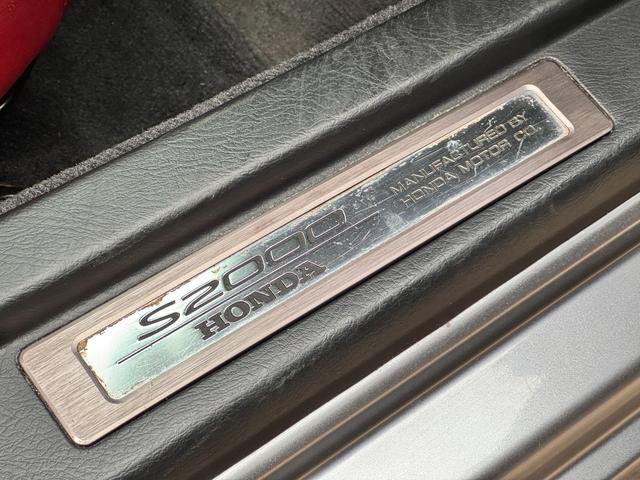 S2000
HONDA
MANUFACTURED BY
HONDA MOTOR CO.